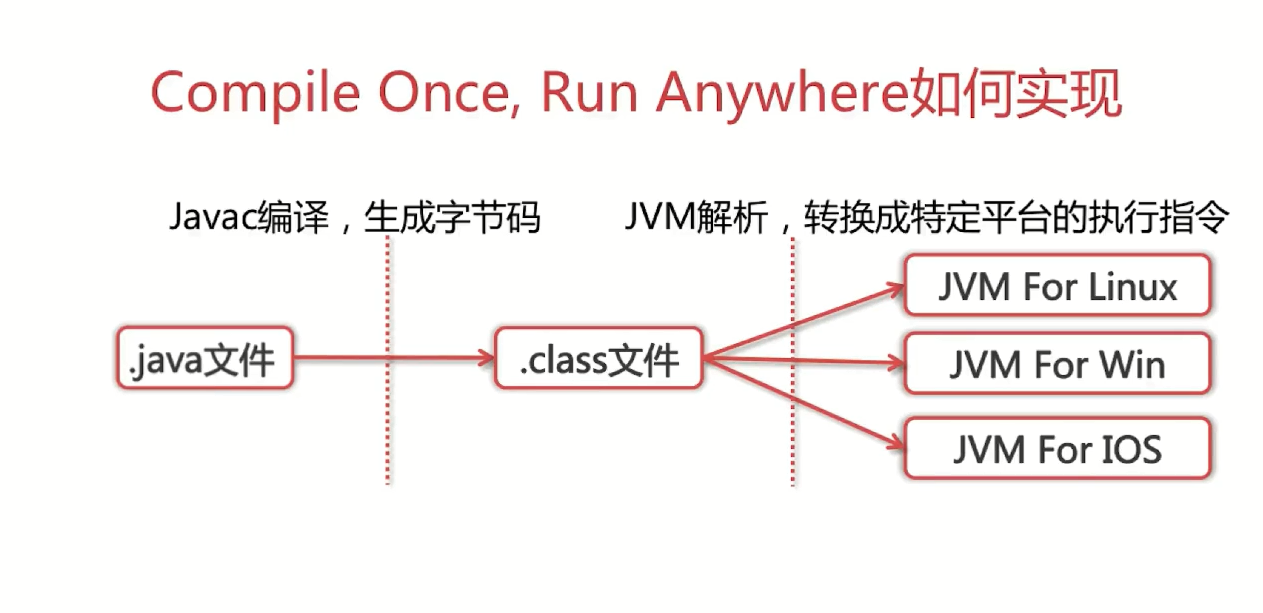 Compile Once, Run Anywhere如何实现
Javac编译，生成字节码
JVM解析，转换成特定平台的执行指令
.java文件
.class文件
JVM For Linux
JVM For Win
JVM For IOS